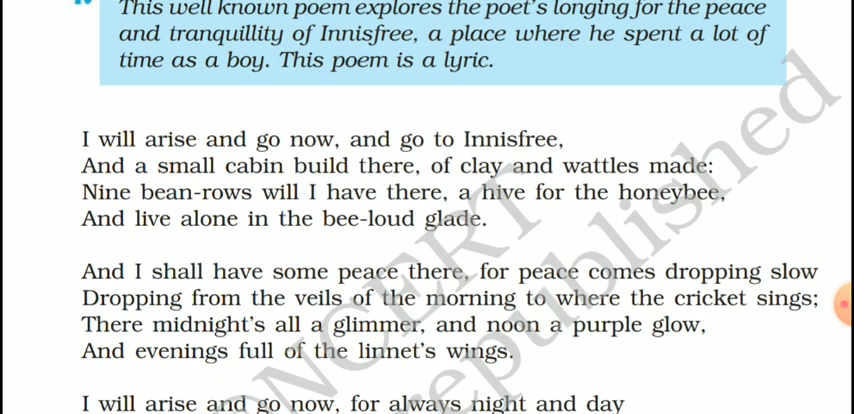 This well known poem explores the poet's longing for the peace
and tranquillity of Innisfree, a place where he spent a lot of
time as a boy. This poem is a lyric.
I will arise and go now, and go to Innisfree,
And a small cabin build there, of clay and wattles made:
Nine bean-rows will I have there, a hive for the honeybee,
And live alone in the bee-loud glade.
And I shall have some peace there, for peace comes dropping slow
Dropping from the veils of the morning to where the cricket sings;
There midnight's all a glimmer, and noon a purple glow,
And evenings full of the linnet's wings.
I will arise and go now, for always night and day
NCERT
republished